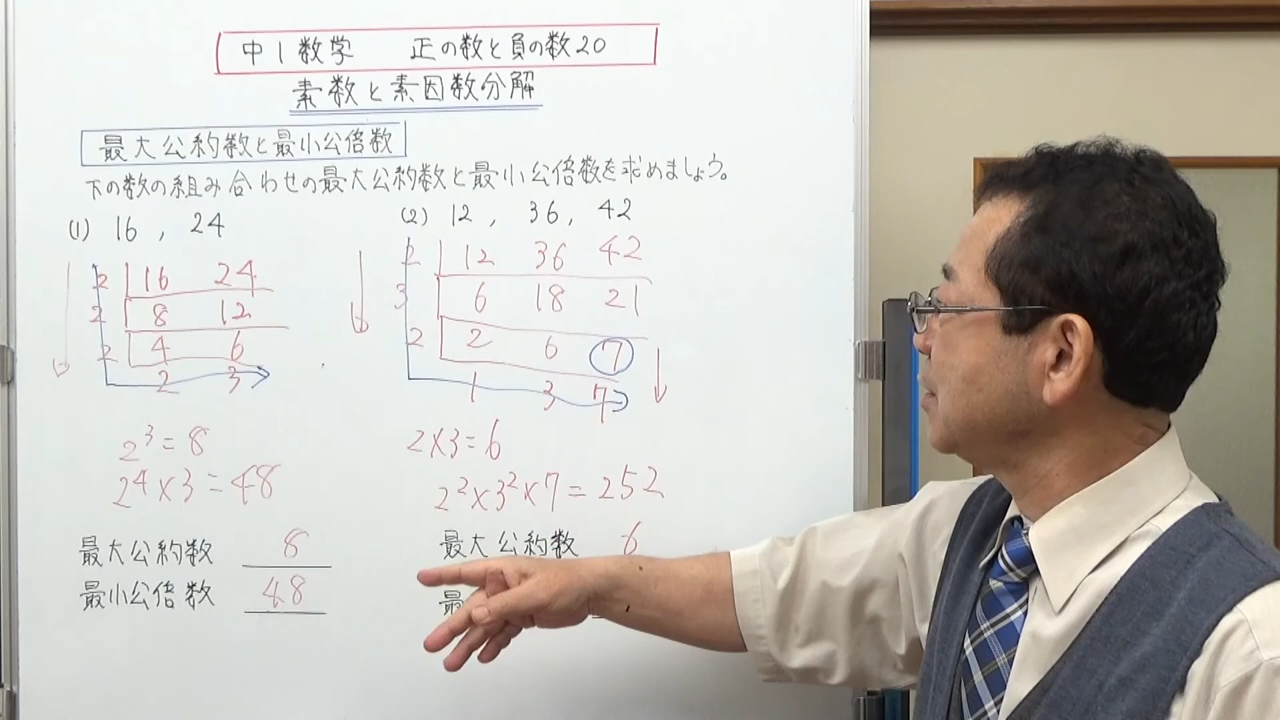 中1数学 正の数と負の数20
素数と素因数分解
最大公約数と最小公倍数
下の数の組み合わせの最大公約数と最小公倍数を求めましょう。
(1) 16 , 24
2 16 24
2 8 12
2 4 6
2 3
2³=8
2⁴×3=48
最大公約数 8
最小公倍数 48
(2) 12 , 36 , 42
2 12 36 42
3 6 18 21
2 2 6 7
1 3 7
2×3=6
2²×3²×7=252
最大公約数 6
最